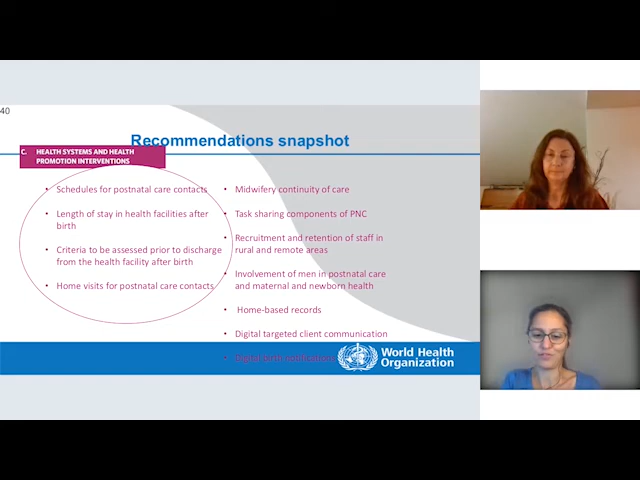 40
Recommendations snapshot
C. HEALTH SYSTEMS AND HEALTH
PROMOTION INTERVENTIONS
• Schedules for postnatal care contacts
• Length of stay in health facilities after
birth
• Criteria to be assessed prior to discharge
from the health facility after birth
• Home visits for postnatal care contacts
• Midwifery continuity of care
• Task sharing components of PNC
• Recruitment and retention of staff in
rural and remote areas
• Involvement of men in postnatal care
and maternal and newborn health
• Home-based records
• Digital targeted client communication
• Digital birth notifications
World Health
Organization